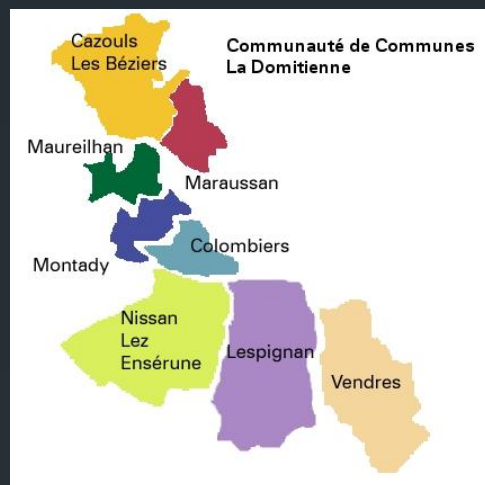 Communauté de Communes
La Domitienne
Cazouls
Les Béziers
Maureilhan
Maraussan
Montady
Colombiers
Nissan
Lez
Ensérune
Lespignan
Vendres